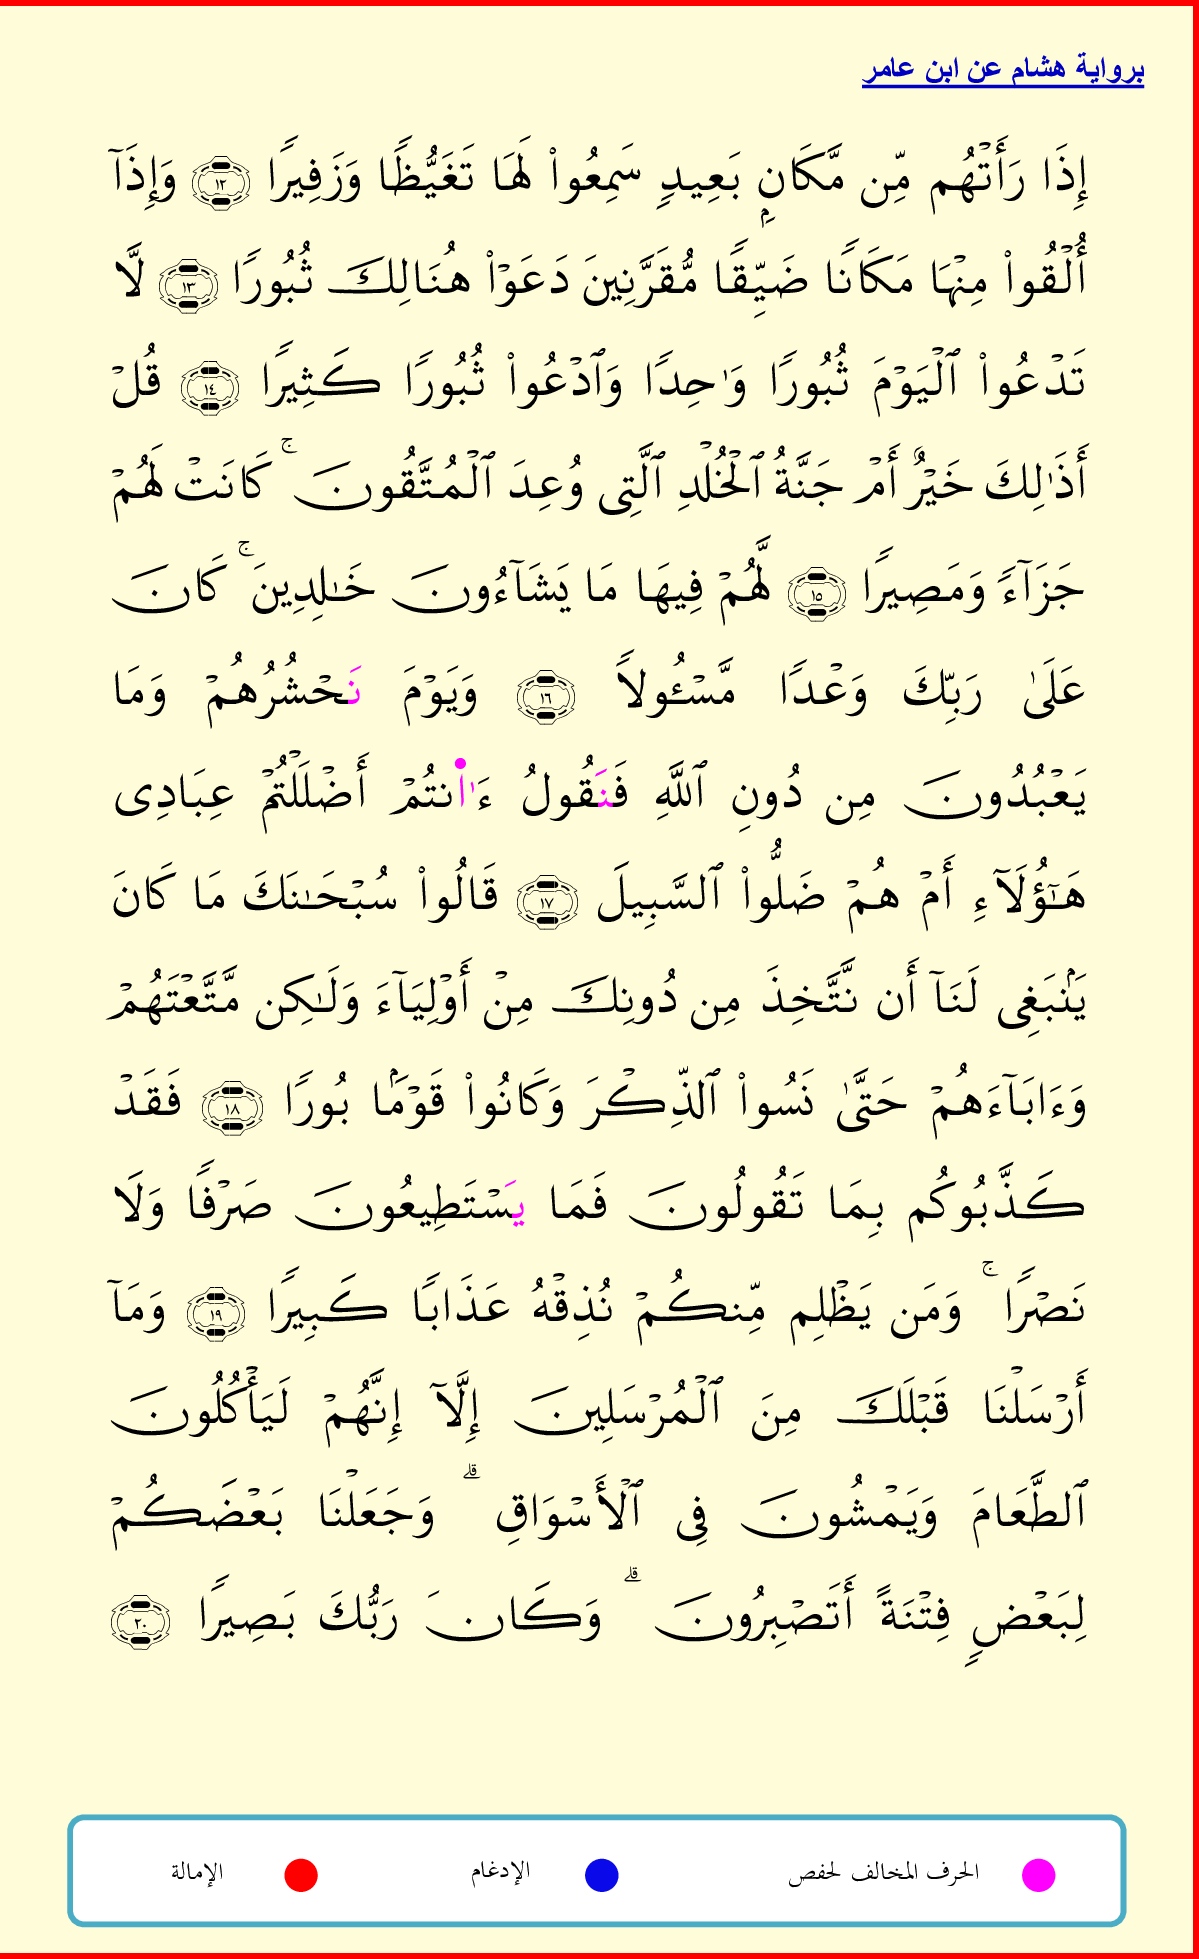 برواية هشام عن ابن عامر
إِذَا رَأَتۡهُم مِّن مَّكَانِۭ بَعِيدٖ سَمِعُواْ لَهَا تَغَيُّظٗا وَزَفِيرٗا ١٢ وَإِذَآ
أُلۡقُواْ مِنۡهَا مَكَانٗا ضَيِّقٗا مُّقَرَّنِينَ دَعَوۡاْ هُنَالِكَ ثُبُورٗا ١٣ لَّا
تَدۡعُواْ ٱلۡيَوۡمَ ثُبُورٗا وَٰحِدٗا وَٱدۡعُواْ ثُبُورٗا كَثِيرٗا ١٤ قُلۡ
أَذَٰلِكَ خَيۡرٌ أَمۡ جَنَّةُ ٱلۡخُلۡدِ ٱلَّتِي وُعِدَ ٱلۡمُتَّقُونَۚ كَانَتۡ لَهُمۡ
جَزَآءٗ وَمَصِيرٗا ١٥ لَّهُمۡ فِيهَا مَا يَشَآءُونَ خَٰلِدِينَۚ كَانَ
عَلَىٰ رَبِّكَ وَعۡدٗا مَّسۡـُٔولٗا ١٦ وَيَوۡمَ نَحۡشُرُهُمۡ وَمَا
يَعۡبُدُونَ مِن دُونِ ٱللَّهِ فَنَقُولُ ءَٰا۬نتُمۡ أَضۡلَلۡتُمۡ عِبَادِي
هَٰٓؤُلَآءِ أَمۡ هُمۡ ضَلُّواْ ٱلسَّبِيلَ ١٧ قَالُواْ سُبۡحَٰنَكَ مَا كَانَ
يَنۢبَغِي لَنَآ أَن نَّتَّخِذَ مِن دُونِكَ مِنۡ أَوۡلِيَآءَ وَلَٰكِن مَّتَّعۡتَهُمۡ
وَءَابَآءَهُمۡ حَتَّىٰ نَسُواْ ٱلذِّكۡرَ وَكَانُواْ قَوۡمَۢا بُورٗا ١٨ فَقَدۡ
كَذَّبُوكُم بِمَا تَقُولُونَ فَمَا يَسۡتَطِيعُونَ صَرۡفٗا وَلَا
نَصۡرٗاۚ وَمَن يَظۡلِم مِّنكُمۡ نُذِقۡهُ عَذَابٗا كَبِيرٗا ١٩ وَمَآ
أَرۡسَلۡنَا قَبۡلَكَ مِنَ ٱلۡمُرۡسَلِينَ إِلَّآ إِنَّهُمۡ لَيَأۡكُلُونَ
ٱلطَّعَامَ وَيَمۡشُونَ فِي ٱلۡأَسۡوَاقِۗ وَجَعَلۡنَا بَعۡضَكُمۡ
لِبَعۡضٖ فِتۡنَةً أَتَصۡبِرُونَۗ وَكَانَ رَبُّكَ بَصِيرٗا ٢٠
الحرف المخالف لحفص الإدغام الإمالة